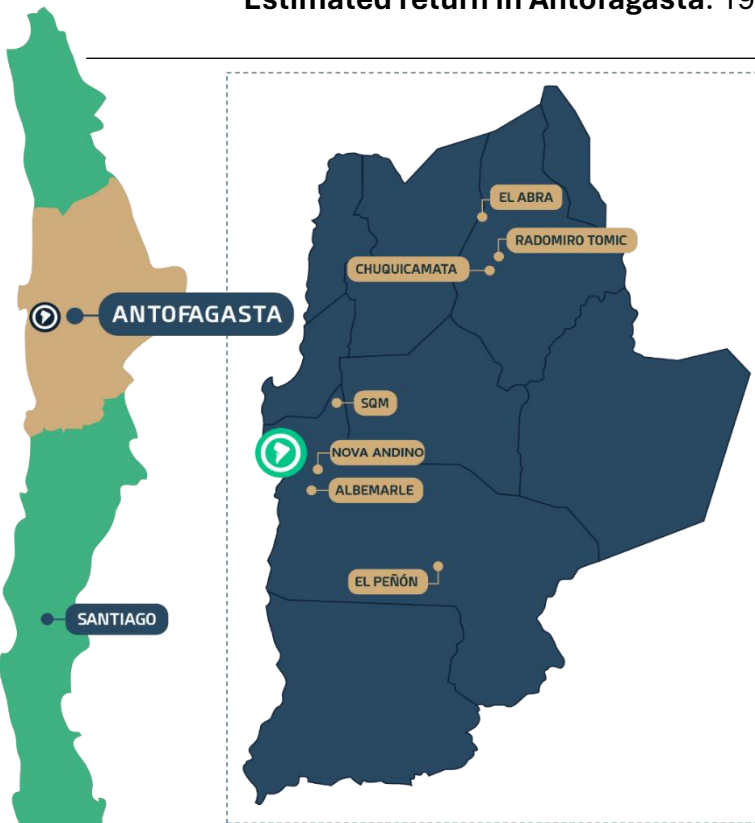 Estimated return in Antofagasta: 19
EL ABRA
RADOMIRO TOMIC
CHUQUICAMATA
ANTOFAGASTA
SQM
NOVA ANDINO
ALBEMARLE
EL PEÑÓN
SANTIAGO